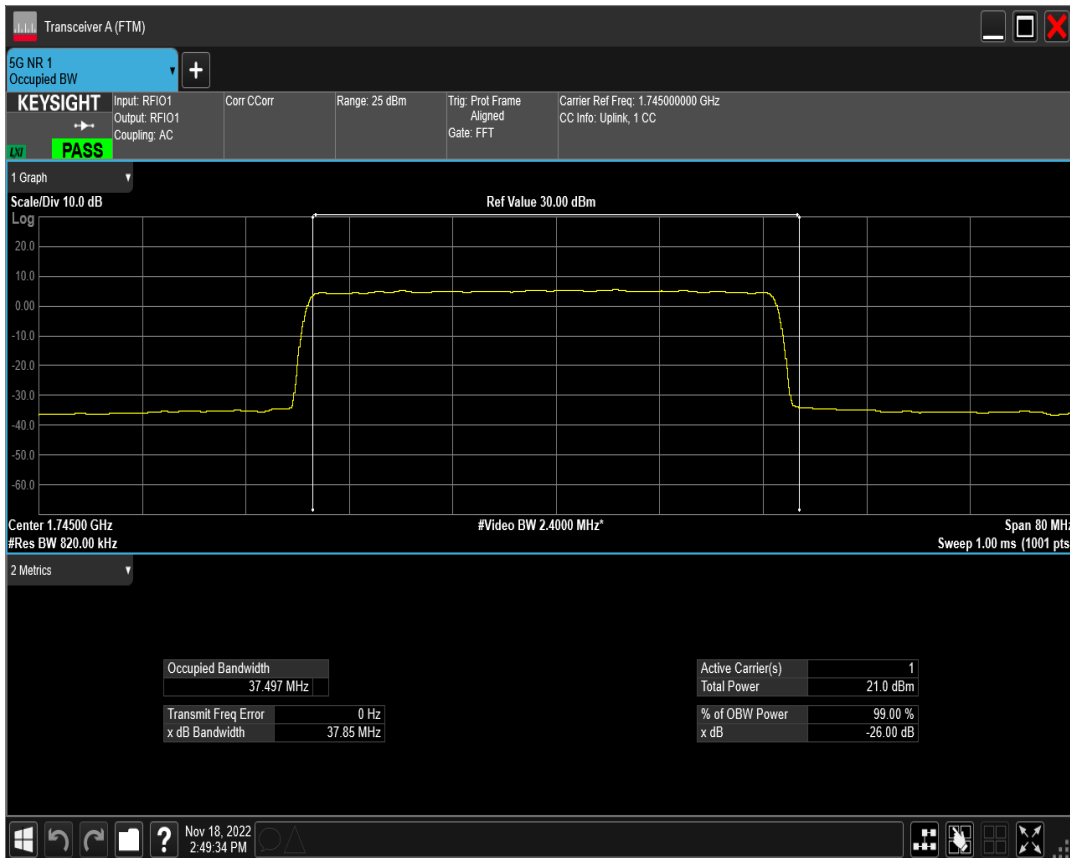 Transceiver A (FTM)
5G NR 1
Occupied BW
+
KEYSIGHT
LXI
PASS
Input: RFIO1
Output: RFIO1
Coupling: AC
Corr CCorr
Range: 25 dBm
Trig: Prot Frame
Aligned
Gate: FFT
Carrier Ref Freq: 1.745000000 GHz
CC Info: Uplink, 1 CC
1 Graph
Scale/Div 10.0 dB
Ref Value 30.00 dBm
Log
20.0
10.0
0.00
-10.0
-20.0
-30.0
-40.0
-50.0
-60.0
Center 1.74500 GHz
#Video BW 2.4000 MHz*
Span 80 MHz
#Res BW 820.00 kHz
Sweep 1.00 ms (1001 pts
2 Metrics
Occupied Bandwidth
37.497 MHz
Transmit Freq Error 0 Hz
x dB Bandwidth 37.85 MHz
Active Carrier(s) 1
Total Power 21.0 dBm
% of OBW Power 99.00 %
x dB -26.00 dB
?
Nov 18, 2022
2:49:34 PM